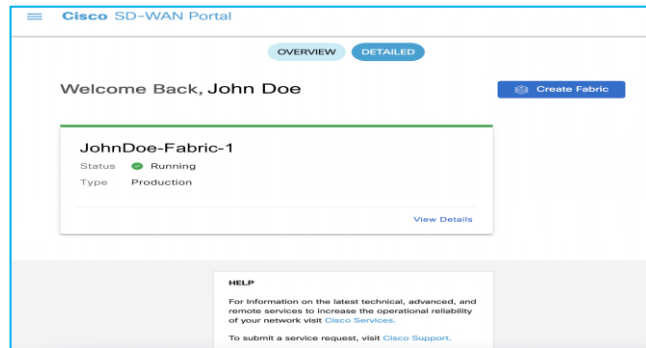 Cisco SD-WAN Portal
OVERVIEW DETAILED
Welcome Back, John Doe
Create Fabric
JohnDoe-Fabric-1
Status Running
Type Production
View Details
HELP
For Information on the latest technical, advanced, and
remote services to increase the operational reliability
of your network visit Cisco Services.
To submit a service request, visit Cisco Support.